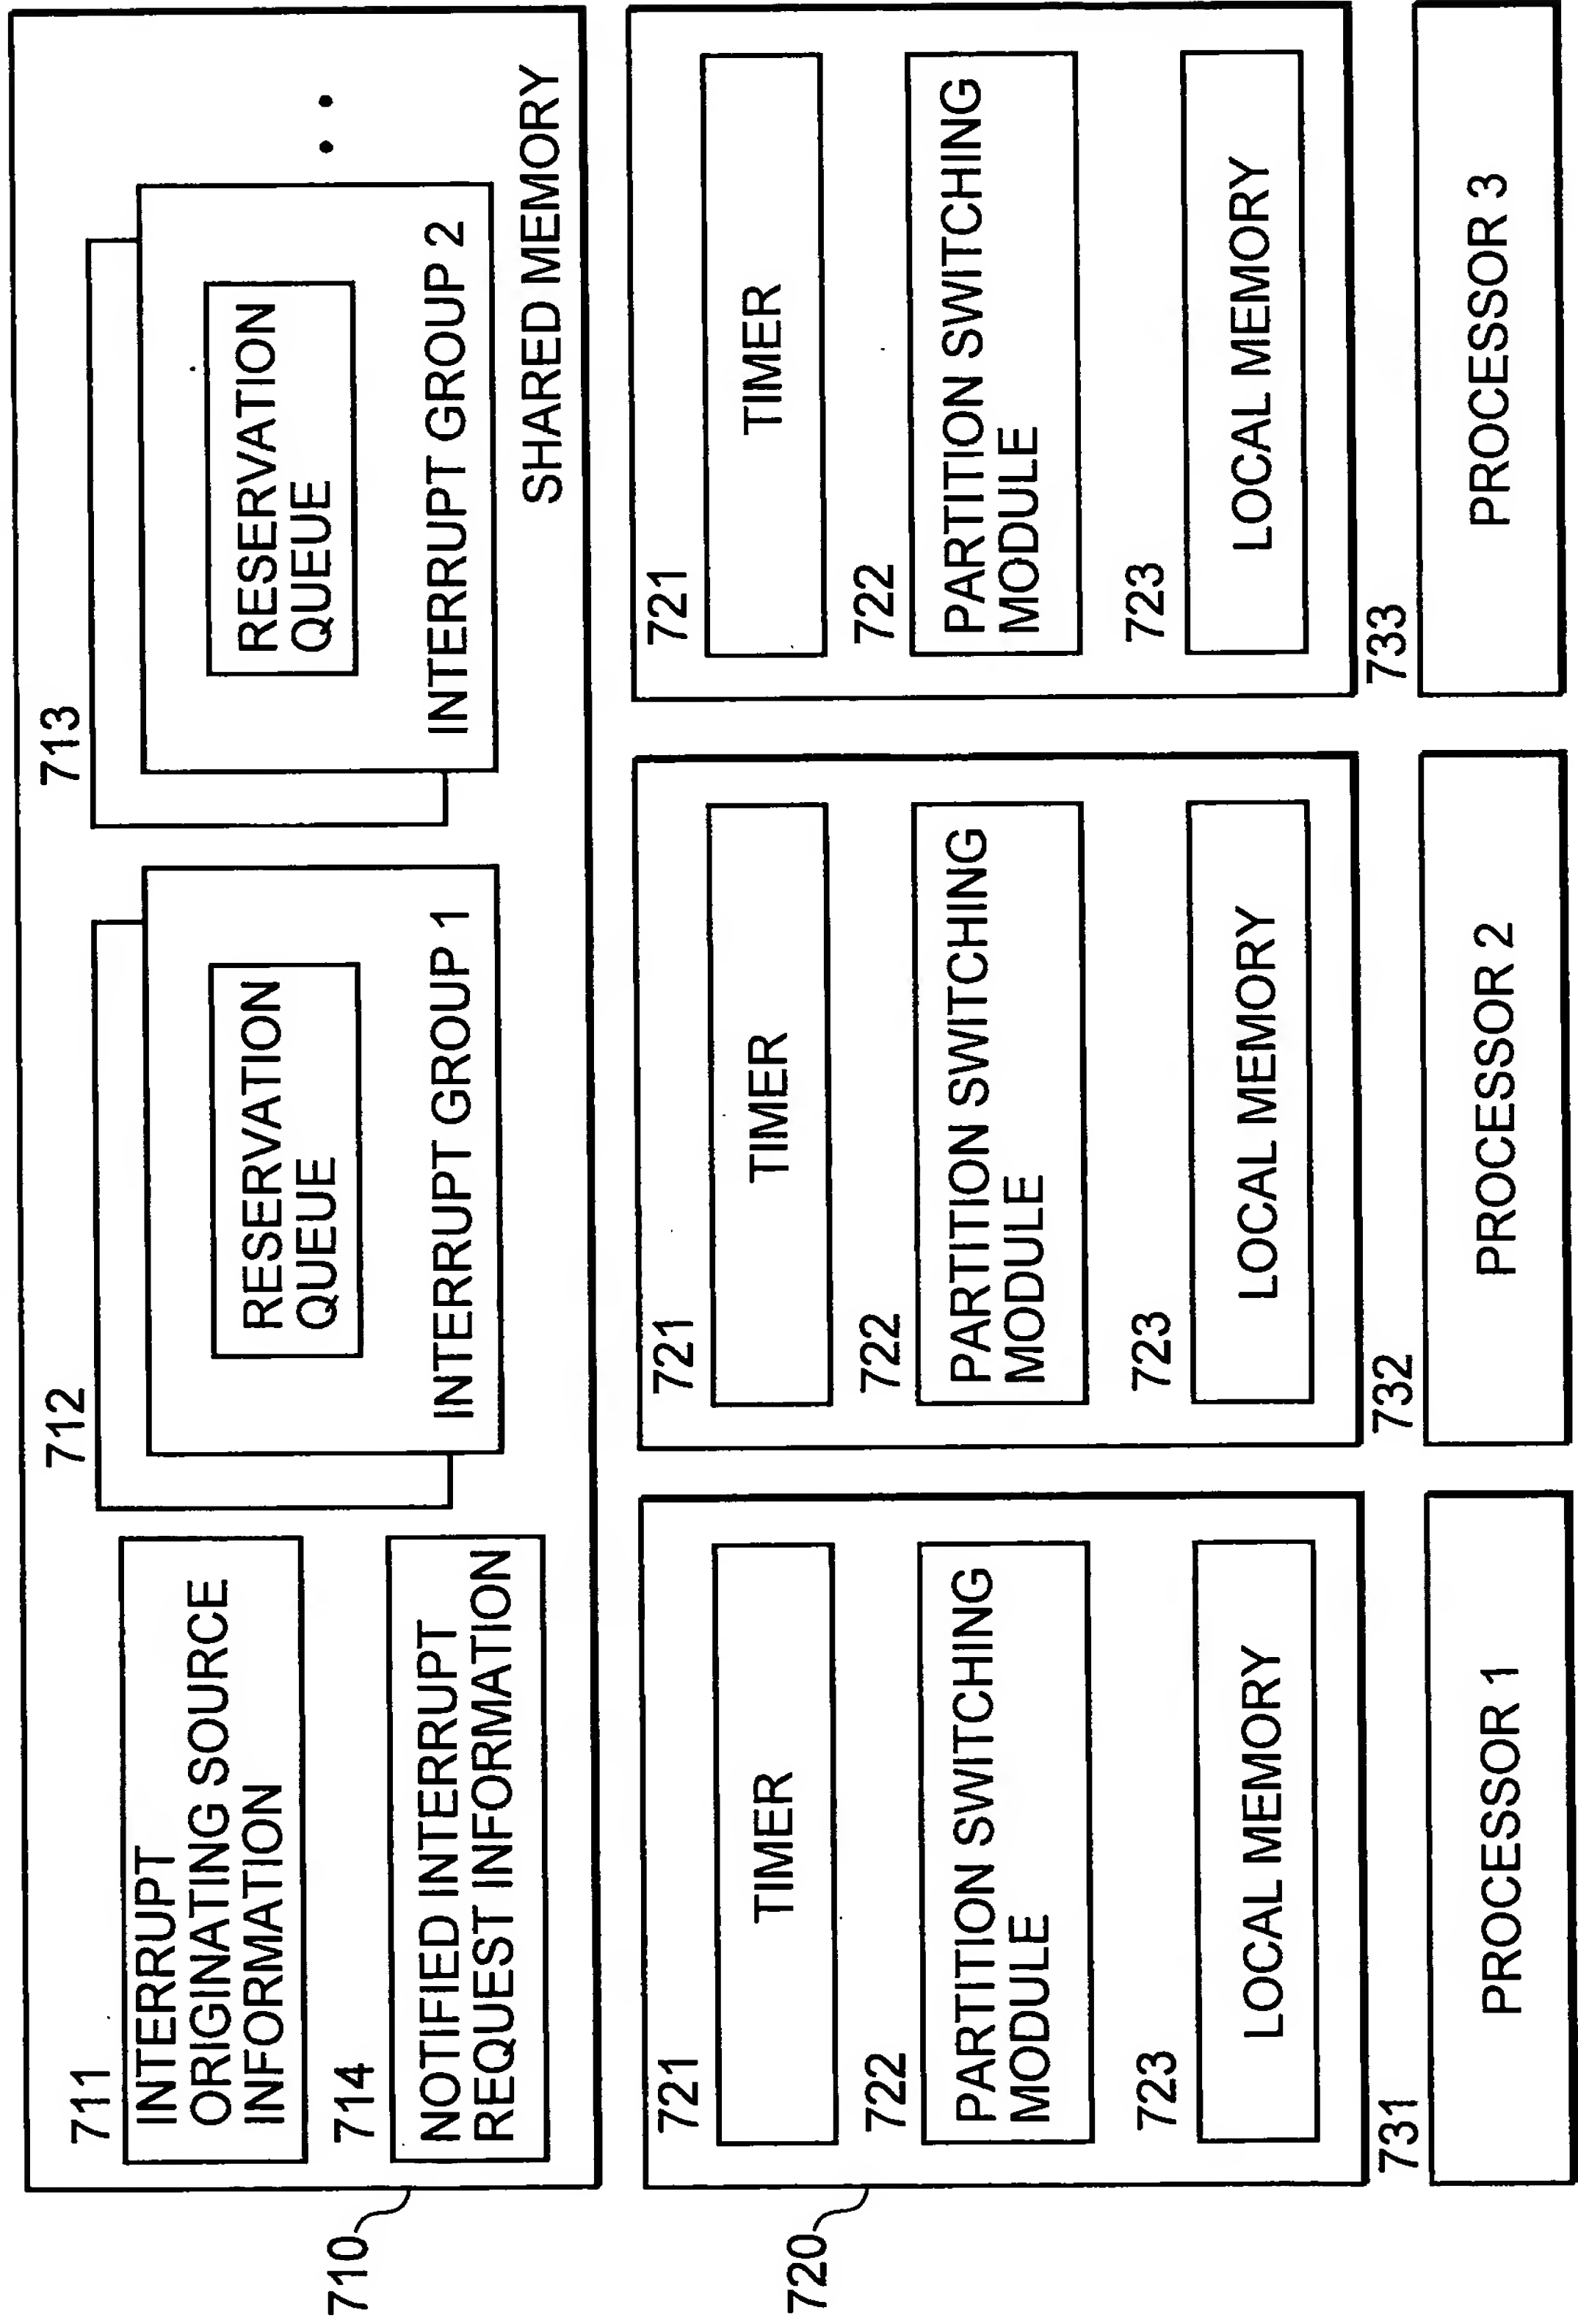 710
711
INTERRUPT
ORIGINATING SOURCE
INFORMATION
714
NOTIFIED INTERRUPT
REQUEST INFORMATION
712
RESERVATION
QUEUE
INTERRUPT GROUP 1
713
RESERVATION
QUEUE
INTERRUPT GROUP 2
SHARED MEMORY
720
721
TIMER
722
PARTITION SWITCHING
MODULE
723
LOCAL MEMORY
721
TIMER
722
PARTITION SWITCHING
MODULE
723
LOCAL MEMORY
721
TIMER
722
PARTITION SWITCHING
MODULE
723
LOCAL MEMORY
731
PROCESSOR 1
732
PROCESSOR 2
733
PROCESSOR 3